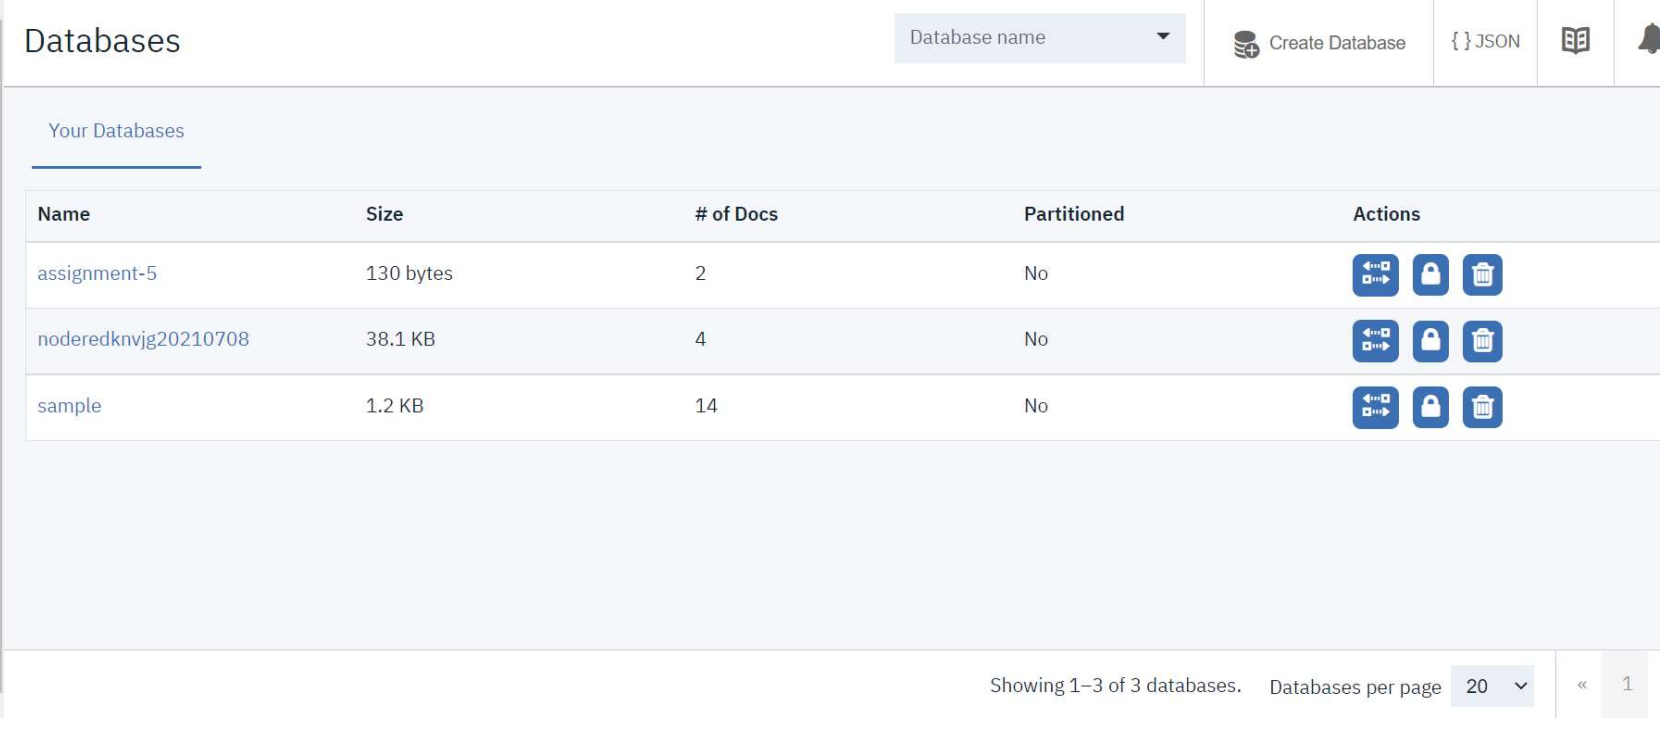 Databases
Database name
Create Database
{ } JSON
Your Databases
Name Size # of Docs Partitioned Actions
assignment-5 130 bytes 2 No
noderedknvjg20210708 38.1 KB 4 No
sample 1.2 KB 14 No
Showing 1–3 of 3 databases. Databases per page 20 « 1